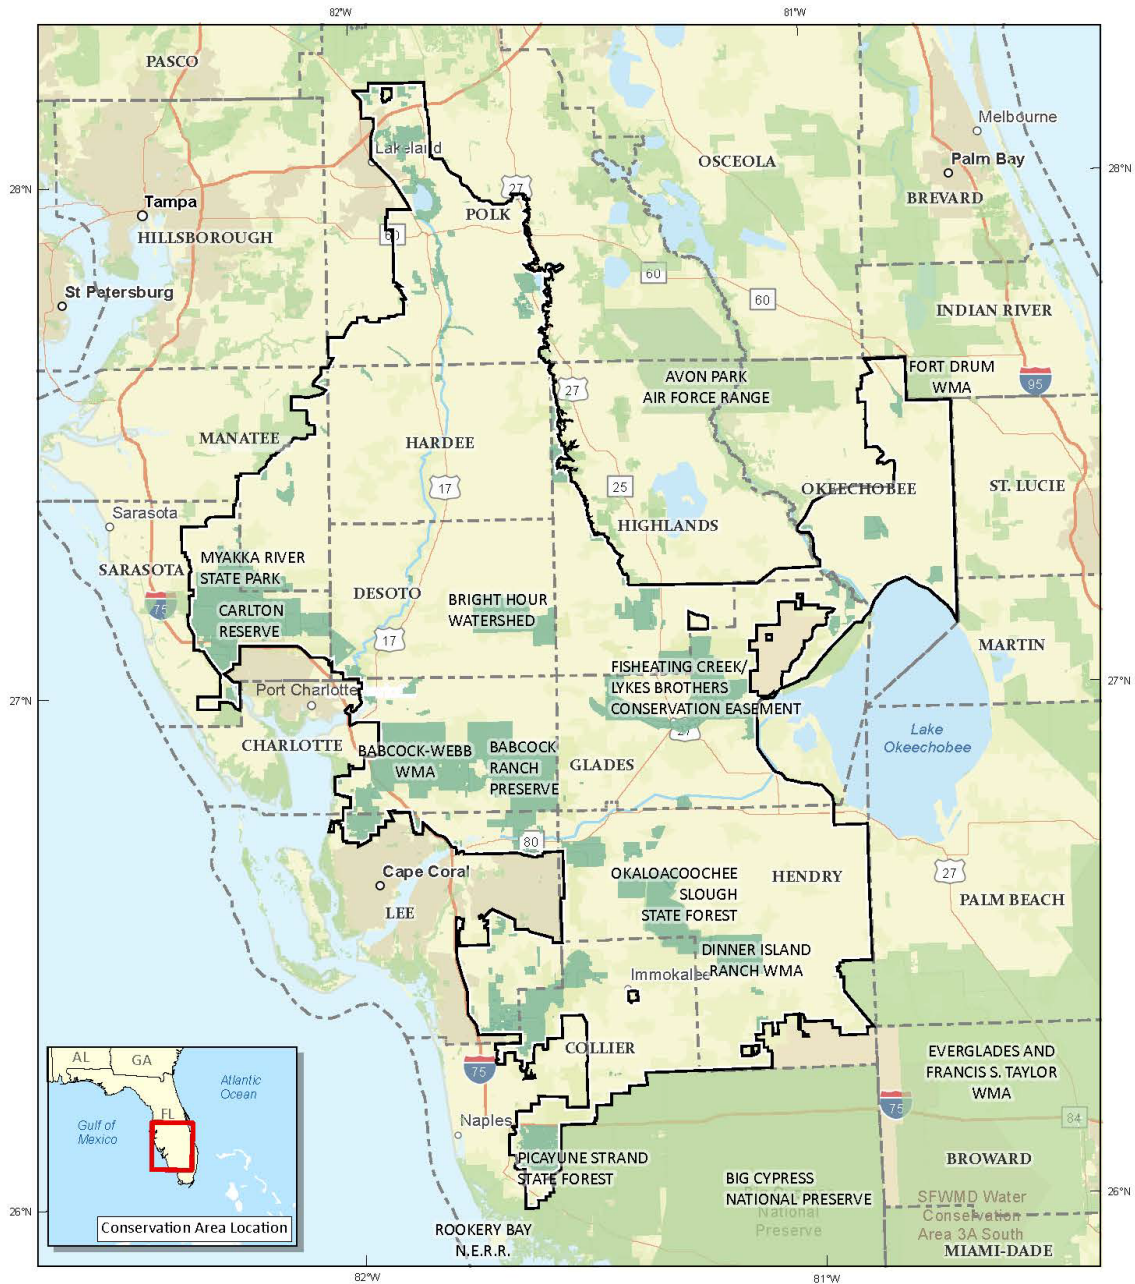 82°W
81°W
PASCO
Melbourne
Lakeland
OSCEOLA
Palm Bay
28°N
28°N
27
BREVARD
Tampa
POLK
HILLSBOROUGH
60
60
St Petersburg
60
INDIAN RIVER
FORT DRUM
WMA
AVON PARK
AIR FORCE RANGE
27
95
MANATEE
HARDEE
17
25
OKEECHOBEE
ST. LUCIE
Sarasota
HIGHLANDS
MYAKKA RIVER
STATE PARK
SARASOTA
75
DESOTO
BRIGHT HOUR
WATERSHED
CARLTON
RESERVE
17
MARTIN
FISHEATING CREEK/
LYKES BROTHERS
CONSERVATION EASEMENT
27°N
27°N
Port Charlotte
27
Lake
Okeechobee
CHARLOTTE
BABCOCK-WEBB
WMA
BABCOCK
RANCH
PRESERVE
GLADES
80
Cape Coral
OKALOACOOCHEE
SLOUGH
STATE FOREST
HENDRY
27
PALM BEACH
LEE
DINNER ISLAND
RANCH WMA
Immokalee
COLLIER
75
EVERGLADES AND
FRANCIS S. TAYLOR
WMA
75
84
Naples
PICAYUNE STRAND
STATE FOREST
BROWARD
BIG CYPRESS
NATIONAL PRESERVE
National
Preserve
SFWMD Water
Conservation
Area 3A South
26°N
26°N
ROOKERY BAY
N.E.R.R.
MIAMI-DADE
AL
GA
Atlantic
Ocean
FL
Gulf of
Mexico
Conservation Area Location
82°W
81°W